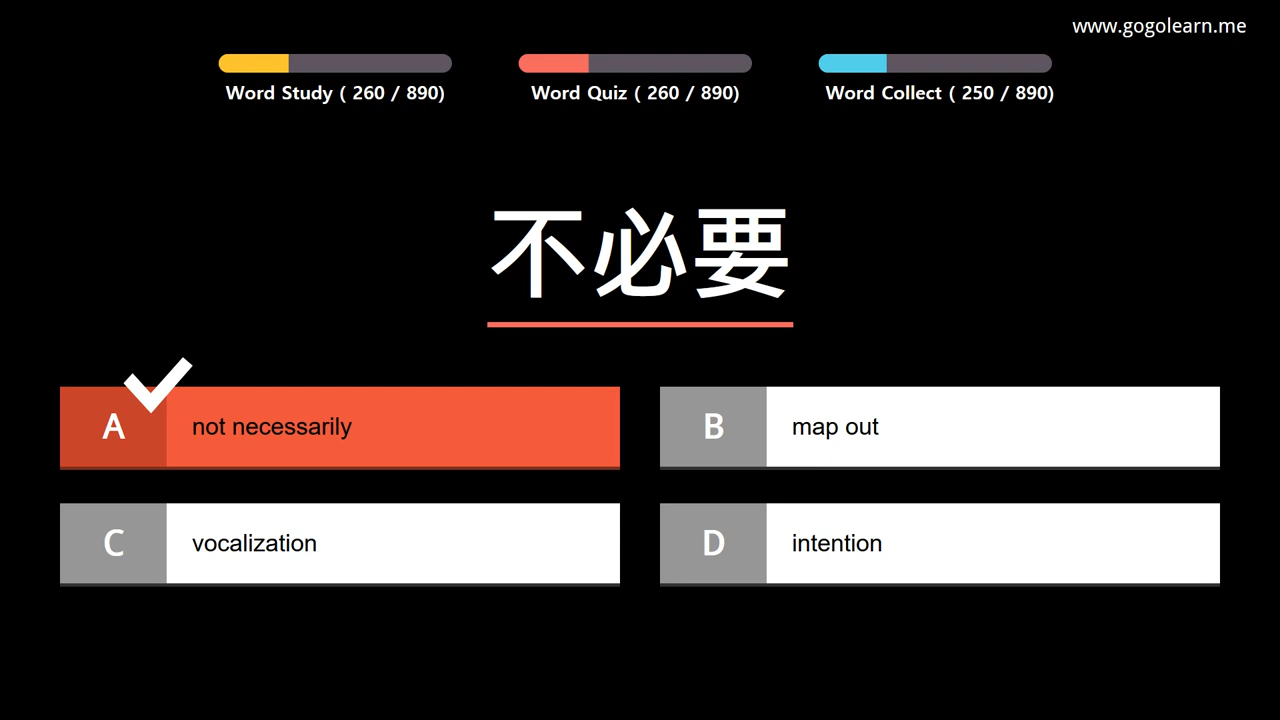 www.gogolearn.me
Word Study ( 260 / 890)
Word Quiz ( 260 / 890)
Word Collect ( 250 / 890)
不必要
A not necessarily
B map out
C vocalization
D intention